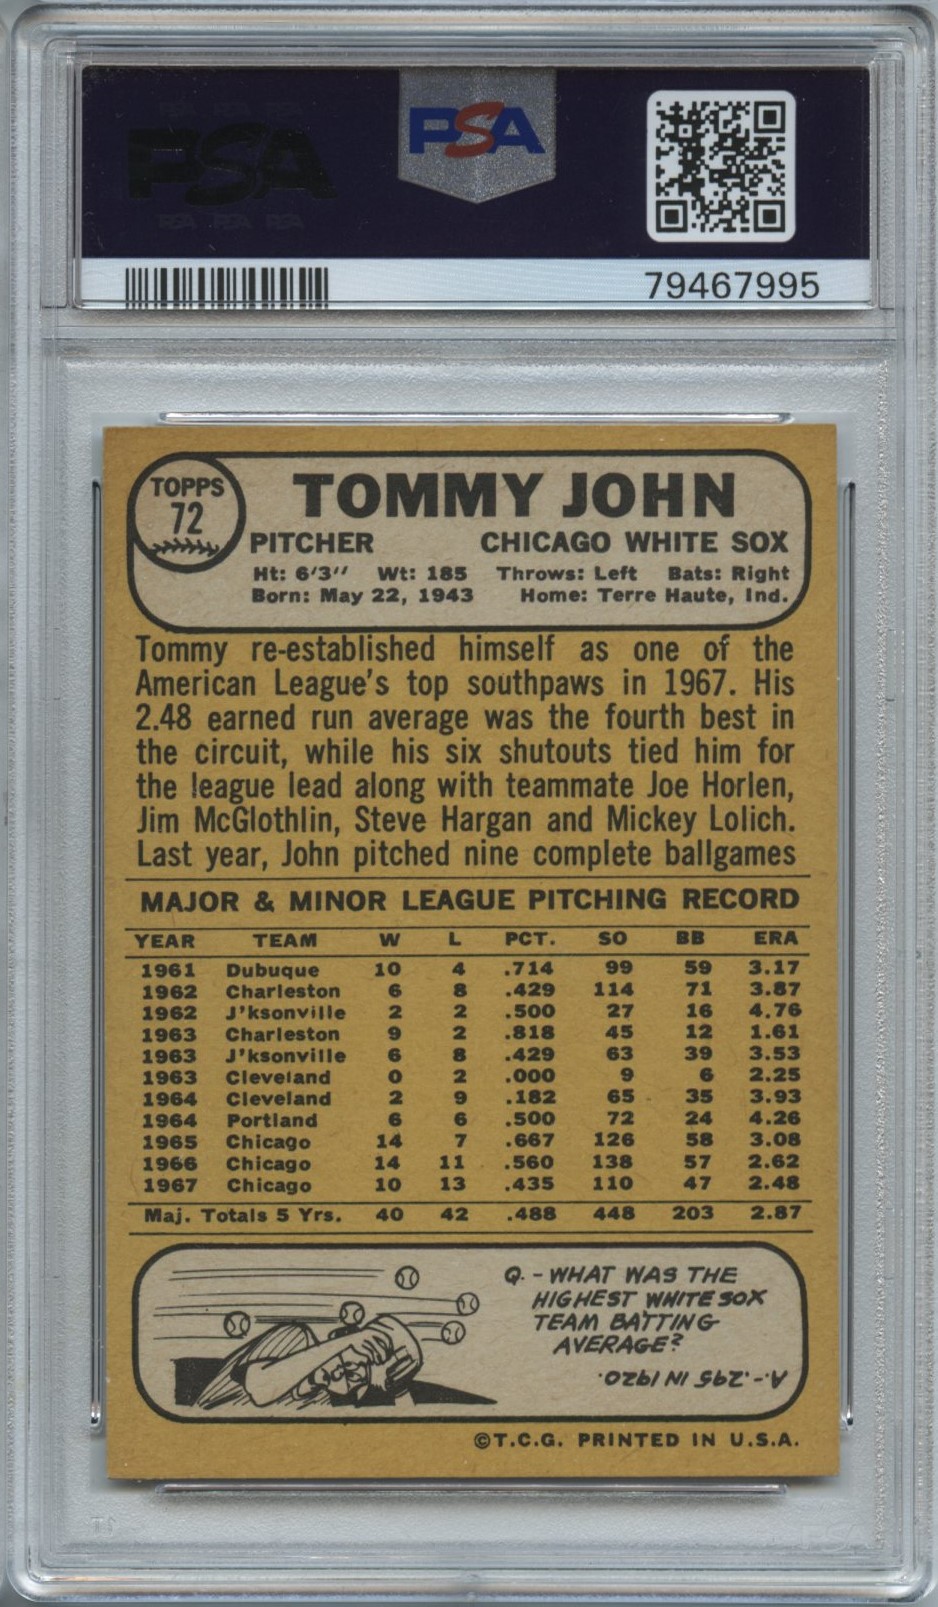 PSA
PSA
79467995
TOPPS
72
TOMMY JOHN
PITCHER CHICAGO WHITE SOX
Ht: 6'3'' Wt: 185 Throws: Left Bats: Right
Born: May 22, 1943 Home: Terre Haute, Ind.
Tommy re-established himself as one of the
American League's top southpaws in 1967. His
2.48 earned run average was the fourth best in
the circuit, while his six shutouts tied him for
the league lead along with teammate Joe Horlen,
Jim McGlothlin, Steve Hargan and Mickey Lolich.
Last year, John pitched nine complete ballgames
MAJOR & MINOR LEAGUE PITCHING RECORD
YEAR TEAM W L PCT. SO BB ERA
1961 Dubuque 10 4 .714 99 59 3.17
1962 Charleston 6 8 .429 114 71 3.87
1962 J'ksonville 2 2 .500 27 16 4.76
1963 Charleston 9 2 .818 45 12 1.61
1963 J'ksonville 6 8 .429 63 39 3.53
1963 Cleveland 0 2 .000 9 6 2.25
1964 Cleveland 2 9 .182 65 35 3.93
1964 Portland 6 6 .500 72 24 4.26
1965 Chicago 14 7 .667 126 58 3.08
1966 Chicago 14 11 .560 138 57 2.62
1967 Chicago 10 13 .435 110 47 2.48
Maj. Totals 5 Yrs. 40 42 .488 448 203 2.87
Q.-WHAT WAS THE
HIGHEST WHITE SOX
TEAM BATTING
AVERAGE?
A.-.295 IN 1920.
©T.C.G. PRINTED IN U.S.A.